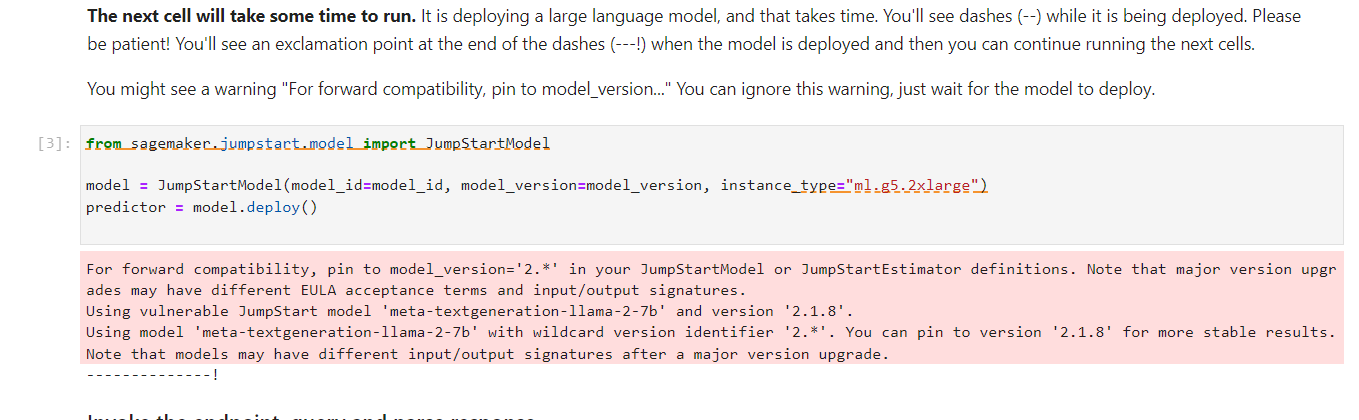 The next cell will take some time to run. It is deploying a large language model, and that takes time. You'll see dashes (--) while it is being deployed. Please
be patient! You'll see an exclamation point at the end of the dashes (---!) when the model is deployed and then you can continue running the next cells.
You might see a warning "For forward compatibility, pin to model_version..." You can ignore this warning, just wait for the model to deploy.
[3]: from sagemaker.jumpstart.model import JumpStartModel
model = JumpStartModel(model_id=model_id, model_version=model_version, instance_type="ml.g5.2xlarge")
predictor = model.deploy()
For forward compatibility, pin to model_version='2.*' in your JumpStartModel or JumpStartEstimator definitions. Note that major version upgr
ades may have different EULA acceptance terms and input/output signatures.
Using vulnerable JumpStart model 'meta-textgeneration-llama-2-7b' and version '2.1.8'.
Using model 'meta-textgeneration-llama-2-7b' with wildcard version identifier '2.*'. You can pin to version '2.1.8' for more stable results.
Note that models may have different input/output signatures after a major version upgrade.
--------------!